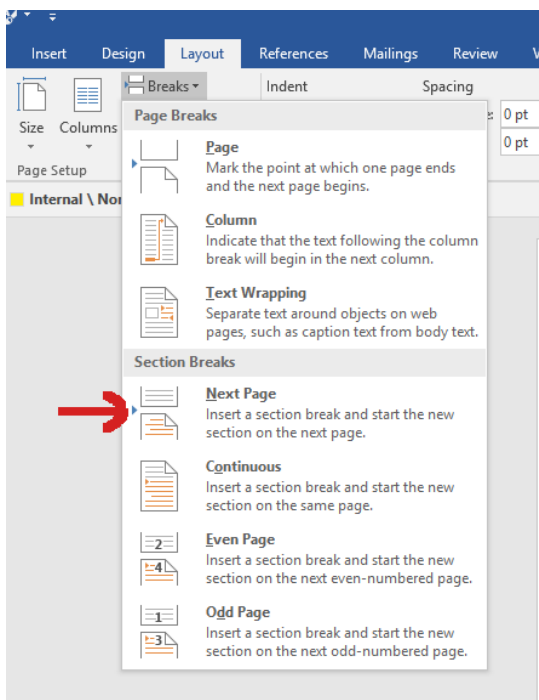 Insert Design Layout References Mailings Review
Breaks Indent Spacing
Size Columns
0 pt
0 pt
Page Setup
Internal \
Page Breaks
Page
Mark the point at which one page ends
and the next page begins.
Column
Indicate that the text following the column
break will begin in the next column.
Text Wrapping
Separate text around objects on web
pages, such as caption text from body text.
Section Breaks
Next Page
Insert a section break and start the new
section on the next page.
Continuous
Insert a section break and start the new
section on the same page.
2
4
Even Page
Insert a section break and start the new
section on the next even-numbered page.
1
3
Odd Page
Insert a section break and start the new
section on the next odd-numbered page.